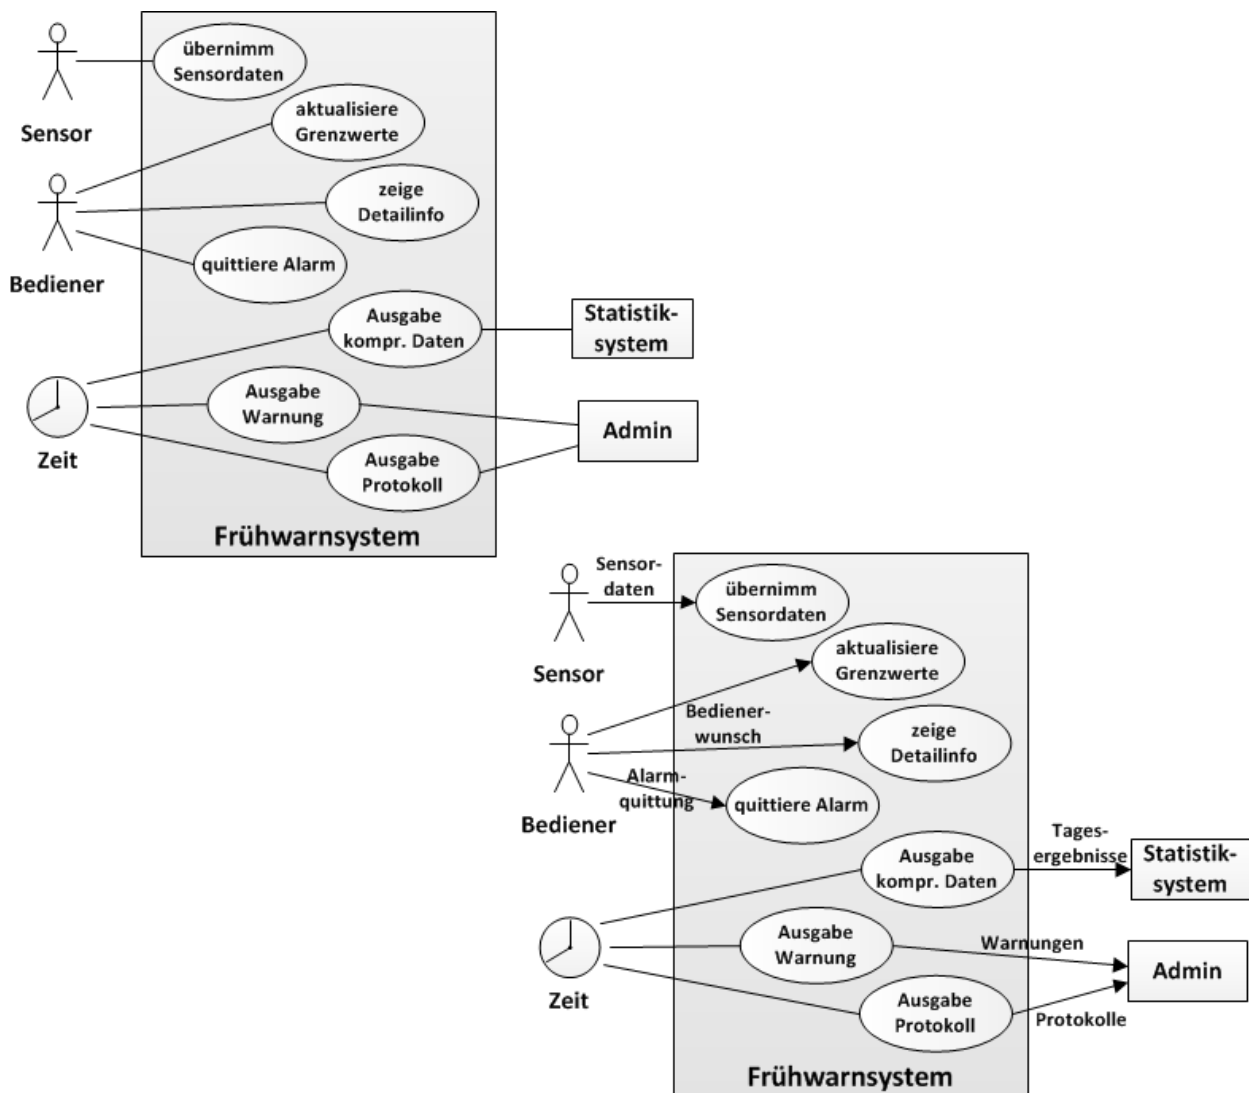 übernimm
Sensordaten
Sensor
aktualisiere
Grenzwerte
zeige
Detailinfo
Bediener
quittiere Alarm
Ausgabe
kompr. Daten
Statistik-
system
Ausgabe
Warnung
Admin
Zeit
Ausgabe
Protokoll
Frühwarnsystem
Sensor-
daten
übernimm
Sensordaten
Sensor
aktualisiere
Grenzwerte
Bediener-
wunsch
zeige
Detailinfo
Alarm-
quittung
quittiere Alarm
Bediener
Ausgabe
kompr. Daten
Tages-
ergebnisse
Statistik-
system
Ausgabe
Warnung
Warnungen
Admin
Zeit
Ausgabe
Protokoll
Protokolle
Frühwarnsystem